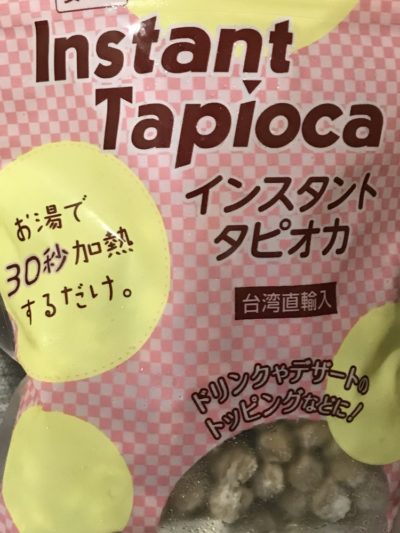 Instant
Tapioca
インスタント
タピオカ
お湯で
30秒加熱
するだけ。
台湾直輸入
ドリンクやデザートの
トッピングなどに!